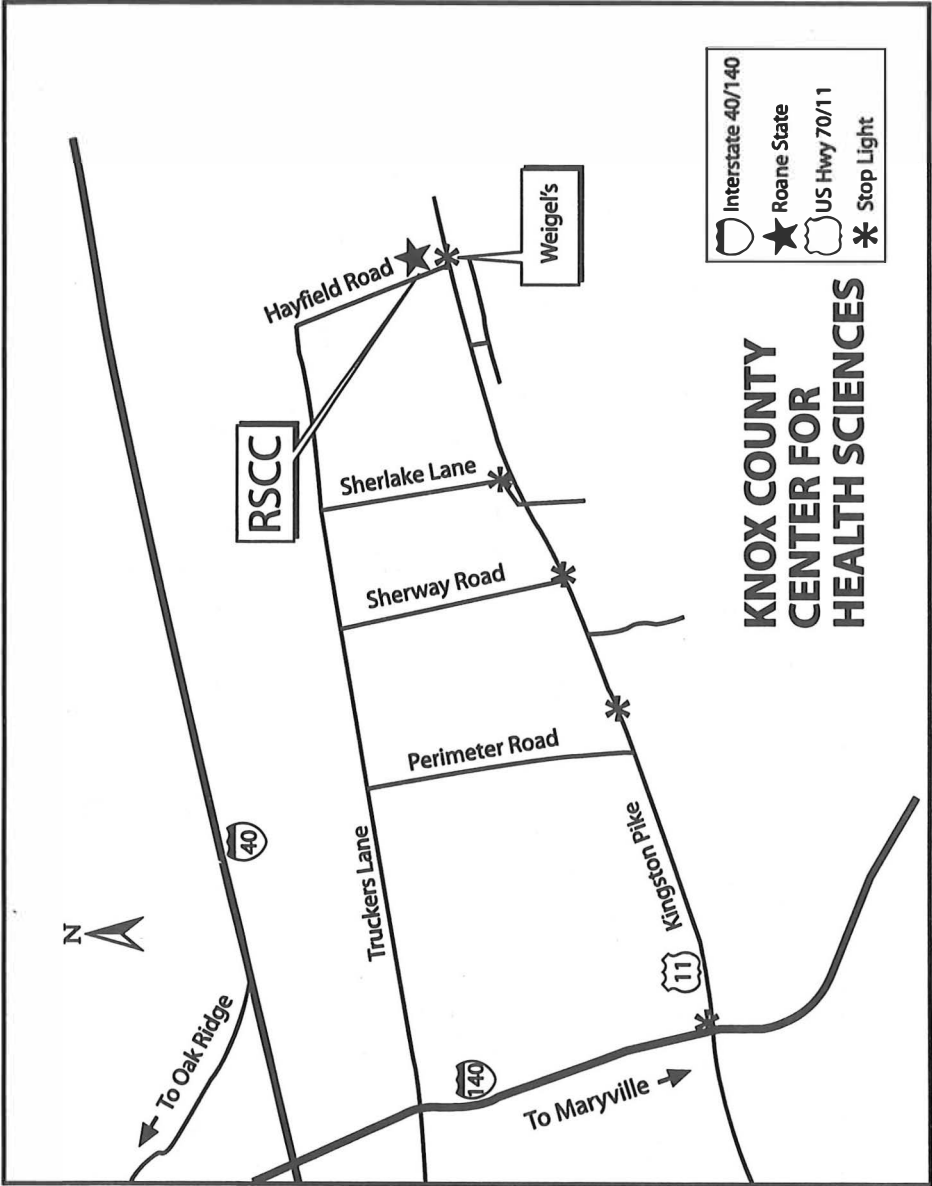 N
To Oak Ridge
40
Truckers Lane
140
To Maryville
11
Kingston Pike
Perimeter Road
Sherway Road
Sherlake Lane
Hayfield Road
RSCC
Weigel's
KNOX COUNTY
CENTER FOR
HEALTH SCIENCES
Interstate 40/140
Roane State
US Hwy 70/11
Stop Light